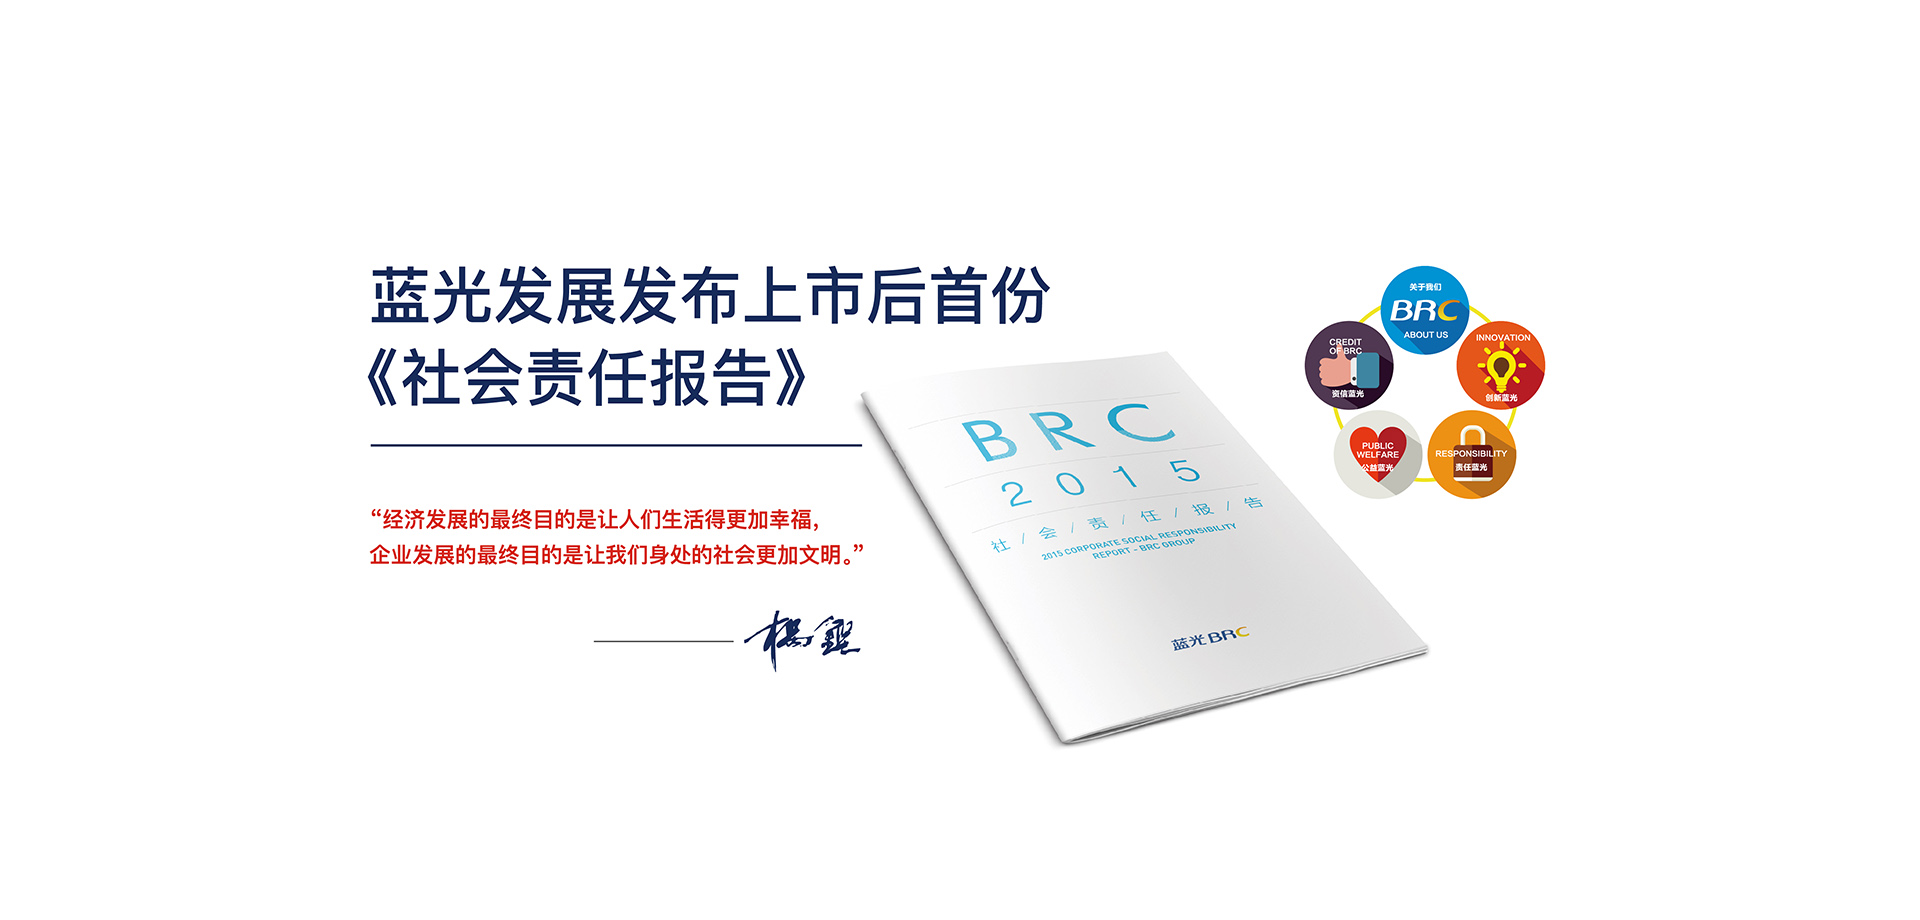 蓝光发展发布上市后首份
《社会责任报告》
“经济发展的最终目的是让人们生活得更加幸福，
企业发展的最终目的是让我们身处的社会更加文明。”
杨铿
BRC
2015
社/会/责/任/报/告
2015 CORPORATE SOCIAL RESPONSIBILITY
REPORT - BRC GROUP
蓝光BRC
关于我们
BRC
ABOUT US
CREDIT
OF BRC
资信蓝光
INNOVATION
创新蓝光
PUBLIC
WELFARE
公益蓝光
RESPONSIBILITY
责任蓝光